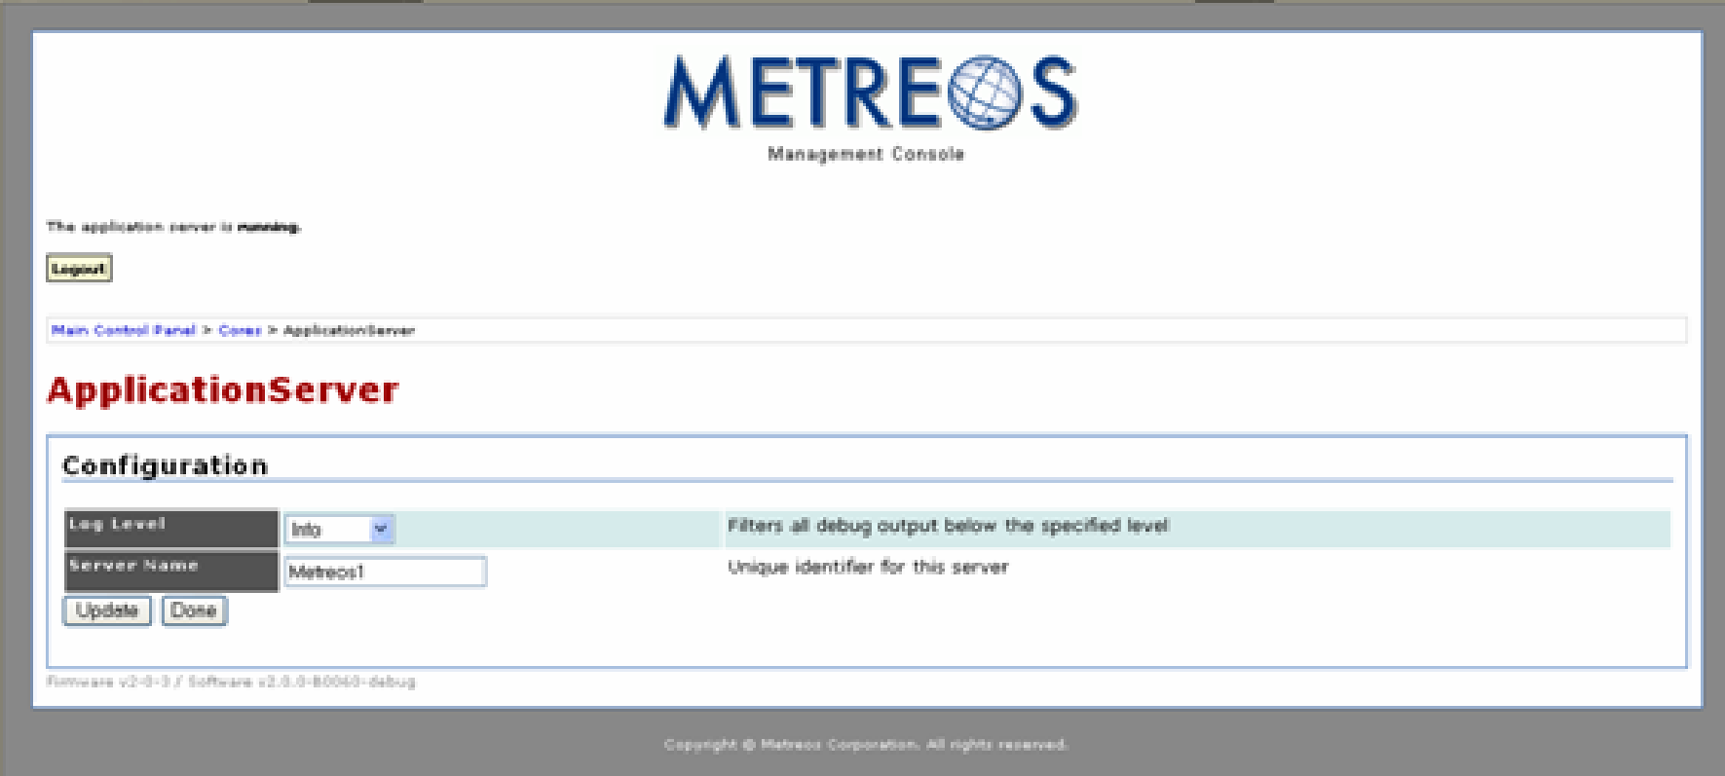 METREOS
Management Console
The application server is running.
Logout
Main Control Panel > Cores > ApplicationServer
ApplicationServer
Configuration
Log Level Info Filters all debug output below the specified level
Server Name Metreos1 Unique identifier for this server
Update Done
Firmware v2-0-3 / Software v2.0.0-B0060-debug
Copyright © Metreos Corporation. All rights reserved.